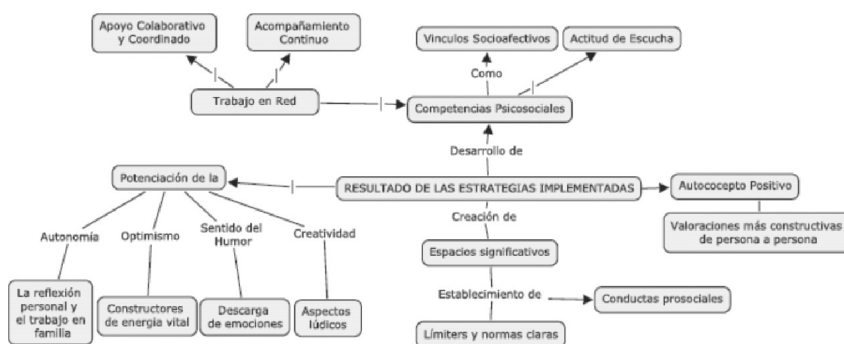 Apoyo Colaborativo
y Coordinado
Acompañamiento
Continuo
Vinculos Socioafectivos
Actitud de Escucha
Como
Trabajo en Red
Competencias Psicosociales
Desarrollo de
Potenciación de la
RESULTADO DE LAS ESTRATEGIAS IMPLEMENTADAS
Autococepto Positivo
Creación de
Valoraciones más constructivas
de persona a persona
Autonomía
Optimismo
Sentido del
Humor
Creatividad
Espacios significativos
La reflexión
personal y
el trabajo en
familla
Constructores
de energia vital
Descarga
de emociones
Aspectos
lúdicos
Establecimiento de
Conductas prosociales
Límiters y normas claras